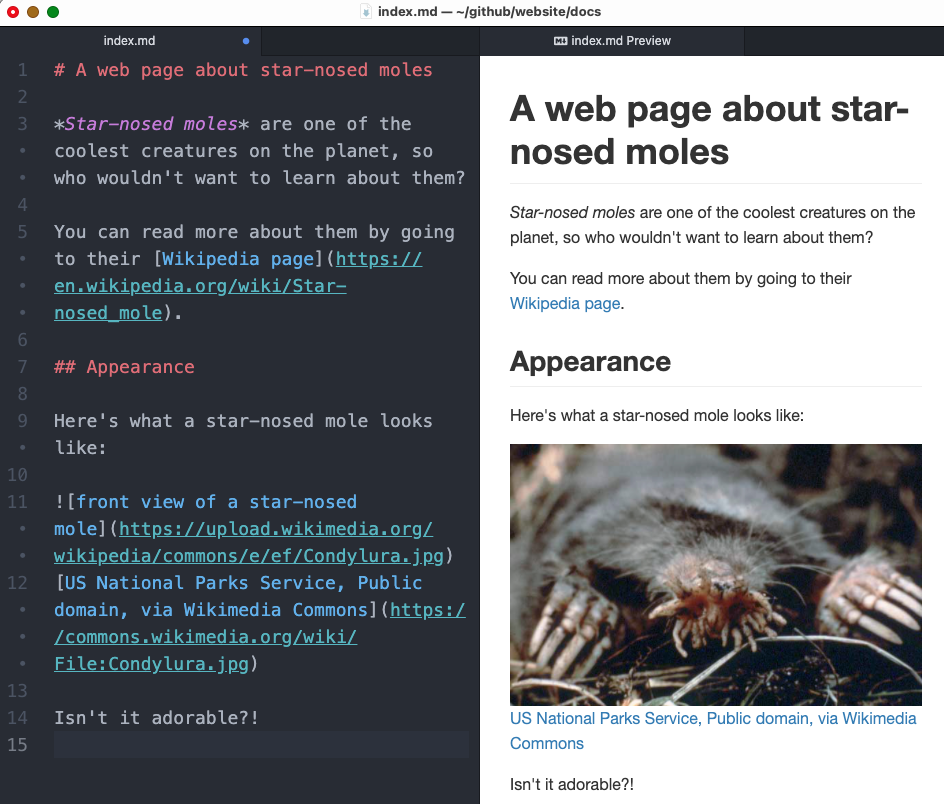 index.md — ~/github/website/docs
index.md
index.md Preview
1 # A web page about star-nosed moles
2
3 *Star-nosed moles* are one of the
coolest creatures on the planet, so
who wouldn't want to learn about them?
4
5 You can read more about them by going
to their [Wikipedia page](https://
en.wikipedia.org/wiki/Star-
nosed_mole).
6
7 ## Appearance
8
9 Here's what a star-nosed mole looks
like:
10
11 ![front view of a star-nosed
mole](https://upload.wikimedia.org/
wikipedia/commons/e/ef/Condylura.jpg)
12 [US National Parks Service, Public
domain, via Wikimedia Commons](https:/
/commons.wikimedia.org/wiki/
File:Condylura.jpg)
13
14 Isn't it adorable?!
15
A web page about star-
nosed moles
Star-nosed moles are one of the coolest creatures on the
planet, so who wouldn't want to learn about them?
You can read more about them by going to their
Wikipedia page.
Appearance
Here's what a star-nosed mole looks like:
US National Parks Service, Public domain, via Wikimedia
Commons
Isn't it adorable?!